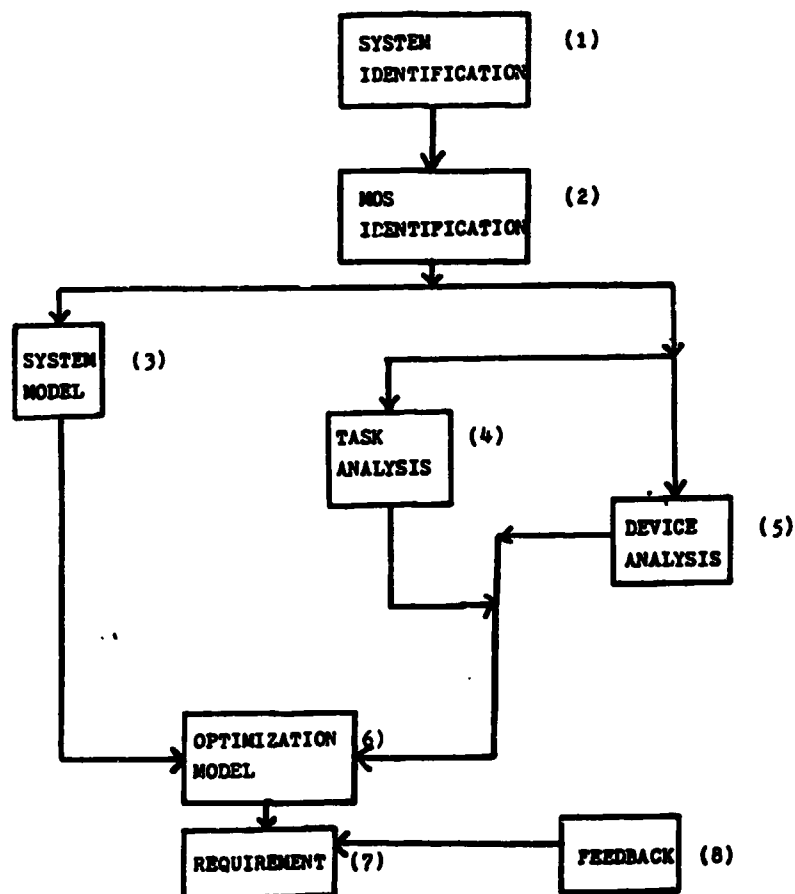 SYSTEM (1)
IDENTIFICATION
MOS (2)
IDENTIFICATION
SYSTEM (3)
MODEL
TASK (4)
ANALYSIS
DEVICE (5)
ANALYSIS
OPTIMIZATION 6)
MODEL
REQUIREMENT (7)
FEEDBACK (8)